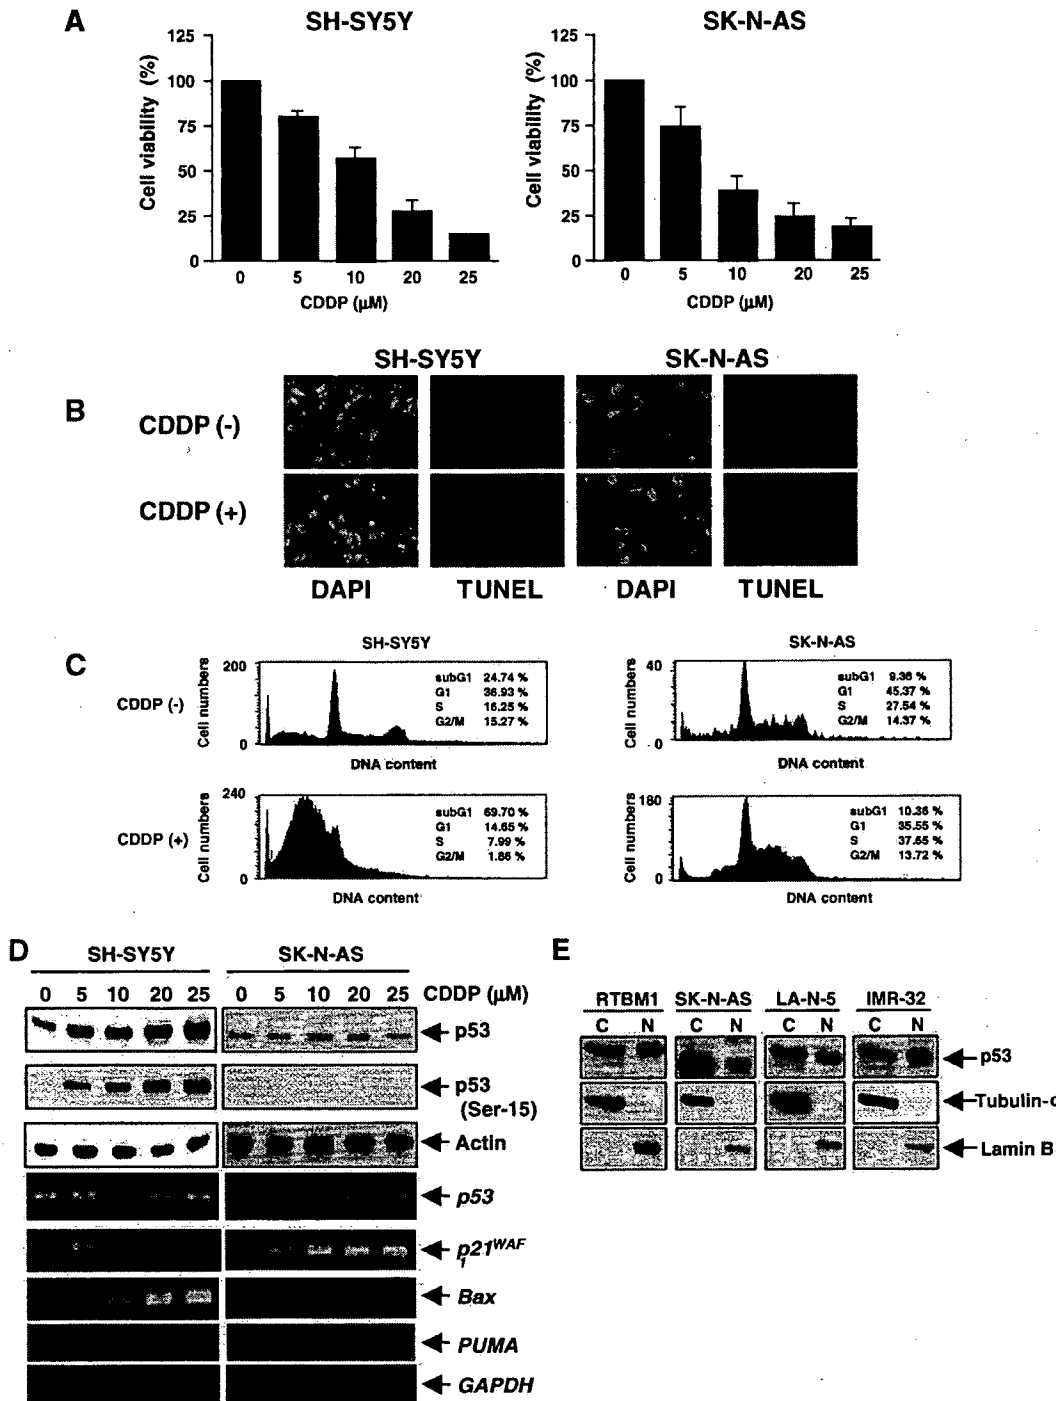 A
SH-SY5Y
SK-N-AS
Cell viability (%)
125
100
75
50
25
0
0 5 10 20 25
CDDP (µM)
Cell viability (%)
125
100
75
50
25
0
0 5 10 20 25
CDDP (µM)
SH-SY5Y SK-N-AS
B
CDDP (-)
CDDP (+)
DAPI TUNEL DAPI TUNEL
C
SH-SY5Y
CDDP (-)
Cell numbers
200
0
subG1 24.74 %
G1 36.93 %
S 16.25 %
G2/M 15.27 %
DNA content
SK-N-AS
Cell numbers
40
0
subG1 9.36 %
G1 45.37 %
S 27.54 %
G2/M 14.37 %
DNA content
CDDP (+)
Cell numbers
240
0
subG1 69.70 %
G1 14.65 %
S 7.99 %
G2/M 1.86 %
DNA content
Cell numbers
180
0
subG1 10.36 %
G1 35.55 %
S 37.65 %
G2/M 13.72 %
DNA content
D
SH-SY5Y SK-N-AS
0 5 10 20 25 0 5 10 20 25 CDDP (µM)
p53
p53
(Ser-15)
Actin
p53
p21WAF
1
Bax
PUMA
GAPDH
E
RTBM1 SK-N-AS LA-N-5 IMR-32
C N C N C N C N
p53
Tubulin-α
Lamin B